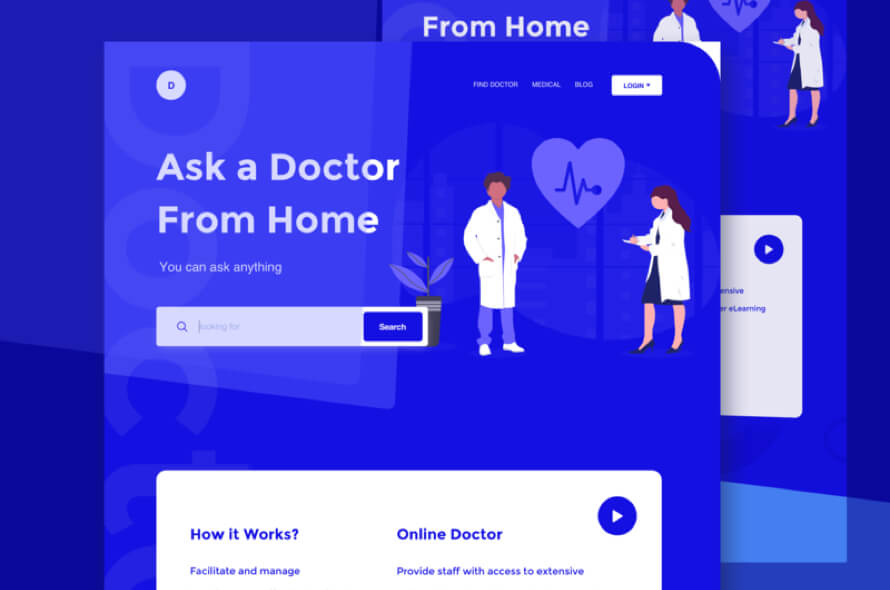 From Home
D
FIND DOCTOR
MEDICAL
BLOG
LOGIN
Ask a Doctor
From Home
You can ask anything
looking for
Search
Doctor
How it Works?
Facilitate and manage
Online Doctor
Provide staff with access to extensive
ensive
er eLearning